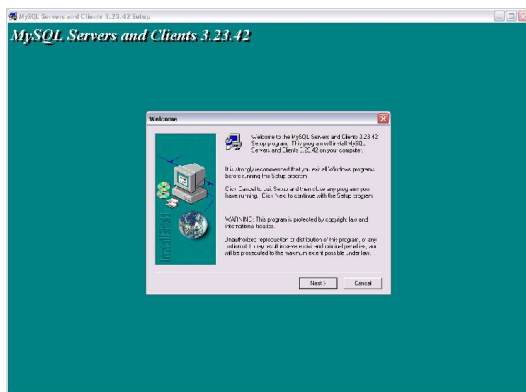 MySQL Servers and Clients 3.23.42 Setup
MySQL Servers and Clients 3.23.42
Welcome
Welcome to the MySQL Servers and Clients 3.23.42
Setup program. This program will install MySQL
Servers and Clients 3.23.42 on your computer.
It is strongly recommended that you exit all Windows programs
before running this Setup program.
Click Cancel to quit Setup and then close any programs you
have running. Click Next to continue with the Setup program.
WARNING: This program is protected by copyright law and
international treaties.
Unauthorized reproduction or distribution of this program, or any
portion of it, may result in severe civil and criminal penalties, and
will be prosecuted to the maximum extent possible under law.
Next >
Cancel